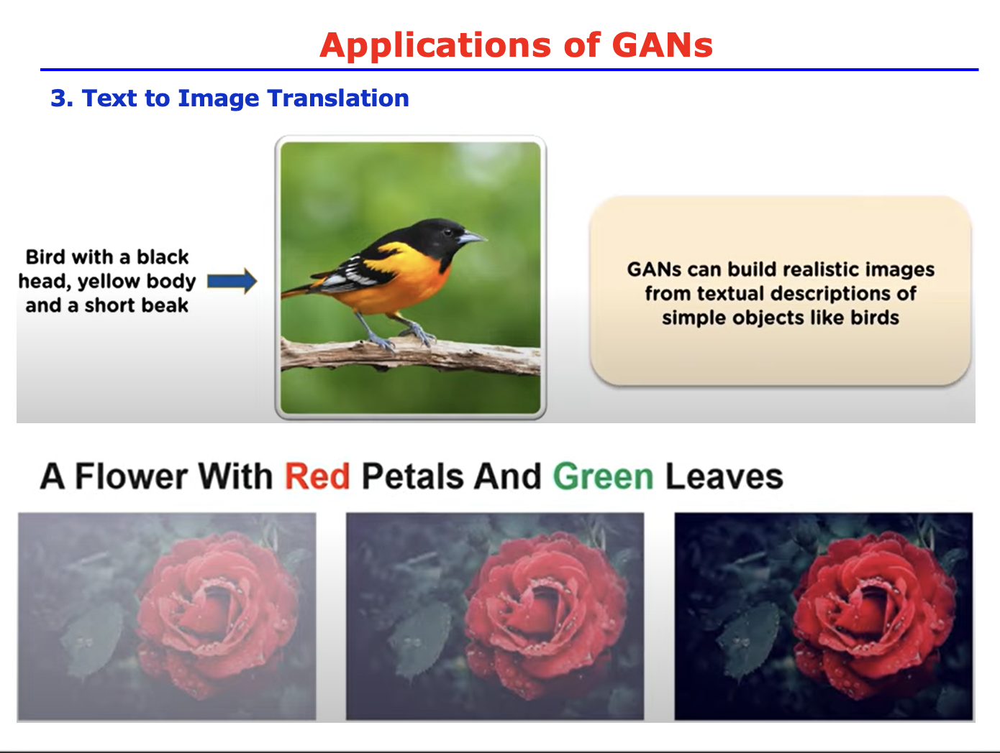 Applications of GANs
3. Text to Image Translation
Bird with a black
head, yellow body
and a short beak
GANs can build realistic images
from textual descriptions of
simple objects like birds
A Flower With Red Petals And Green Leaves